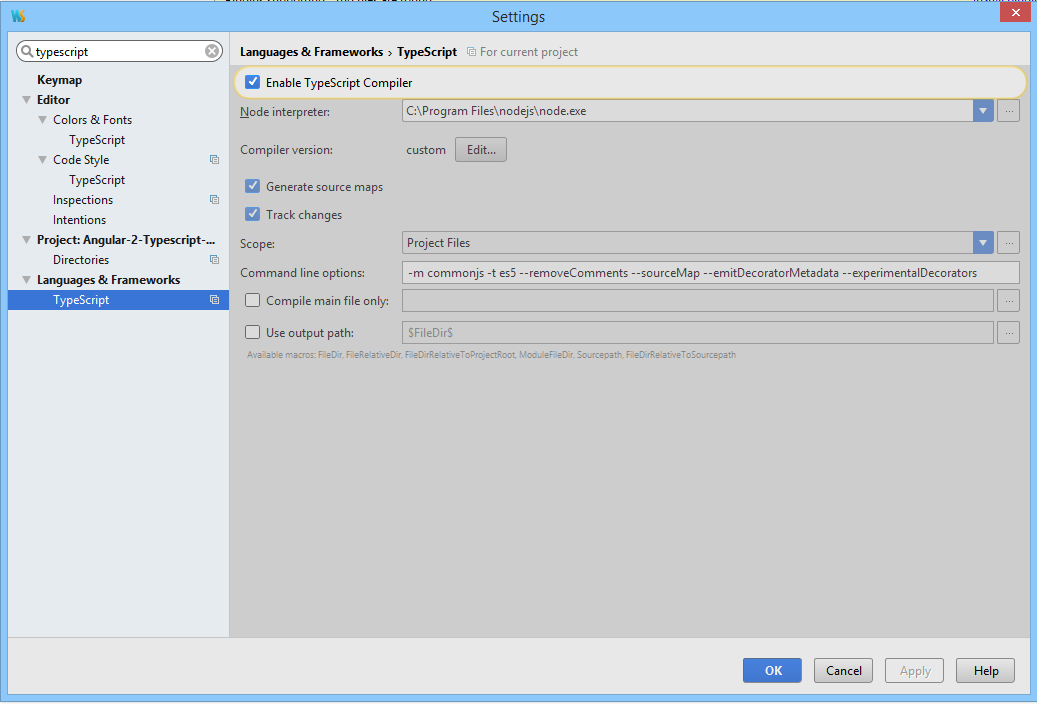 WS
Settings
typescript
Keymap
Editor
Colors & Fonts
TypeScript
Code Style
TypeScript
Inspections
Intentions
Project: Angular-2-Typescript-...
Directories
Languages & Frameworks
TypeScript
Languages & Frameworks › TypeScript For current project
Enable TypeScript Compiler
Node interpreter: C:\Program Files\nodejs\node.exe ...
Compiler version: custom Edit...
Generate source maps
Track changes
Scope: Project Files ...
Command line options: -m commonjs -t es5 --removeComments --sourceMap --emitDecoratorMetadata --experimentalDecorators
Compile main file only: ...
Use output path: $FileDir$ ...
Available macros: FileDir, FileRelativeDir, FileDirRelativeToProjectRoot, ModuleFileDir, Sourcepath, FileDirRelativeToSourcepath
OK Cancel Apply Help